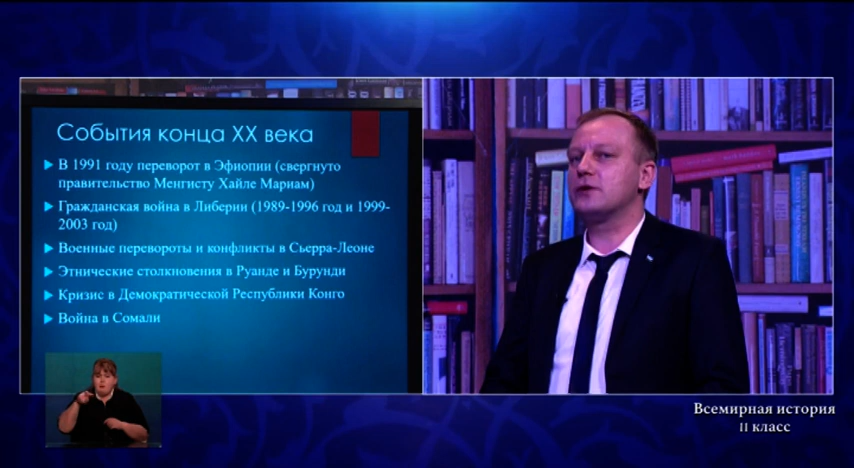 События конца XX века
В 1991 году переворот в Эфиопии (свергнуто
правительство Менгисту Хайле Мариам)
Гражданская война в Либерии (1989-1996 год и 1999-
2003 год)
Военные перевороты и конфликты в Сьерра-Леоне
Этнические столкновения в Руанде и Бурунди
Кризис в Демократической Республики Конго
Война в Сомали
Всемирная история
II класс